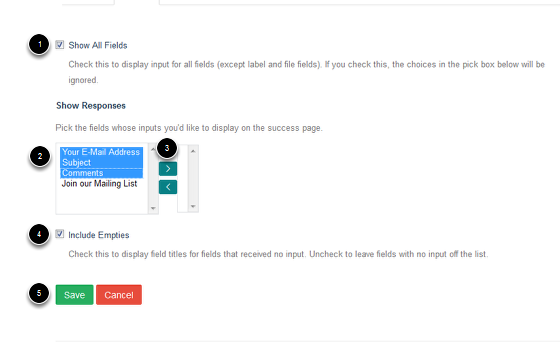 1 Show All Fields
Check this to display input for all fields (except label and file fields). If you check this, the choices in the pick box below will be
ignored.
Show Responses
Pick the fields whose inputs you'd like to display on the success page.
3
2 Your E-Mail Address
Subject
Comments
Join our Mailing List
4 Include Empties
Check this to display field titles for fields that received no input. Uncheck to leave fields with no input off the list.
5 Save Cancel